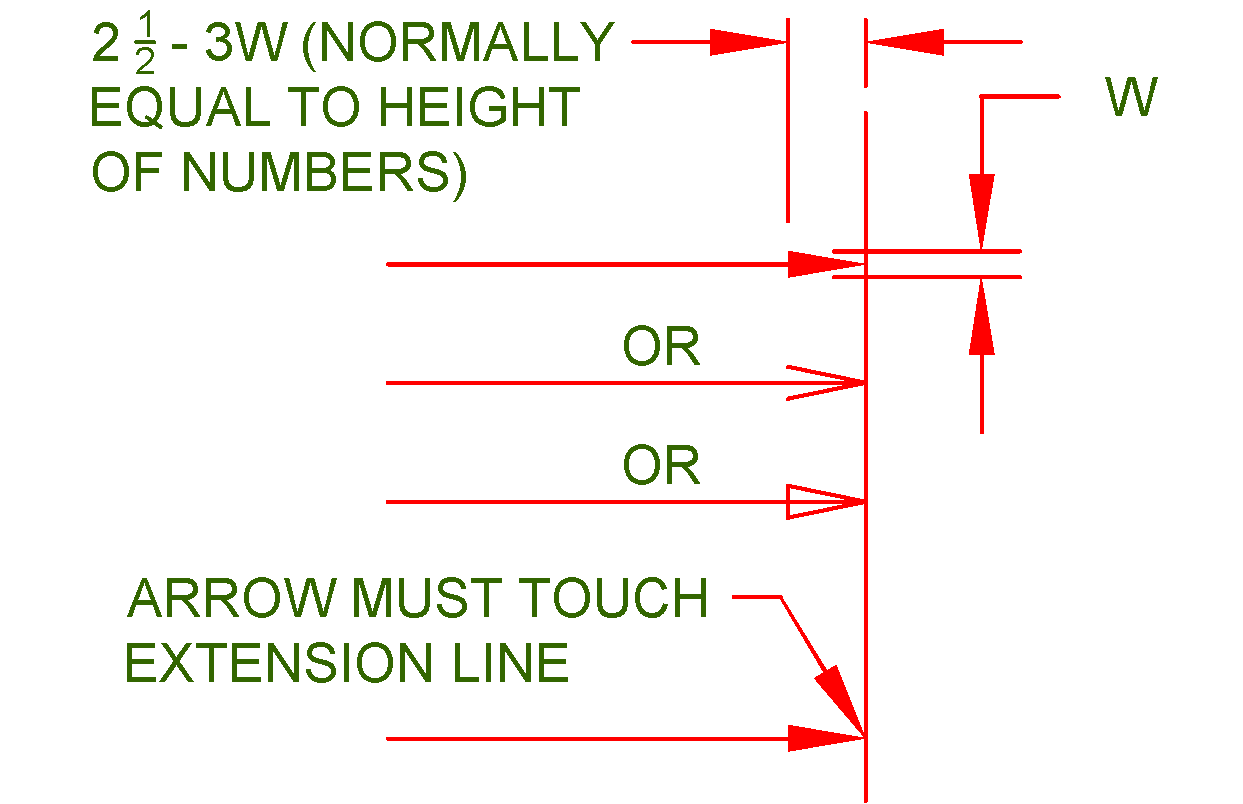 2 1/2 - 3W (NORMALLY
EQUAL TO HEIGHT
OF NUMBERS)
W
OR
OR
ARROW MUST TOUCH
EXTENSION LINE